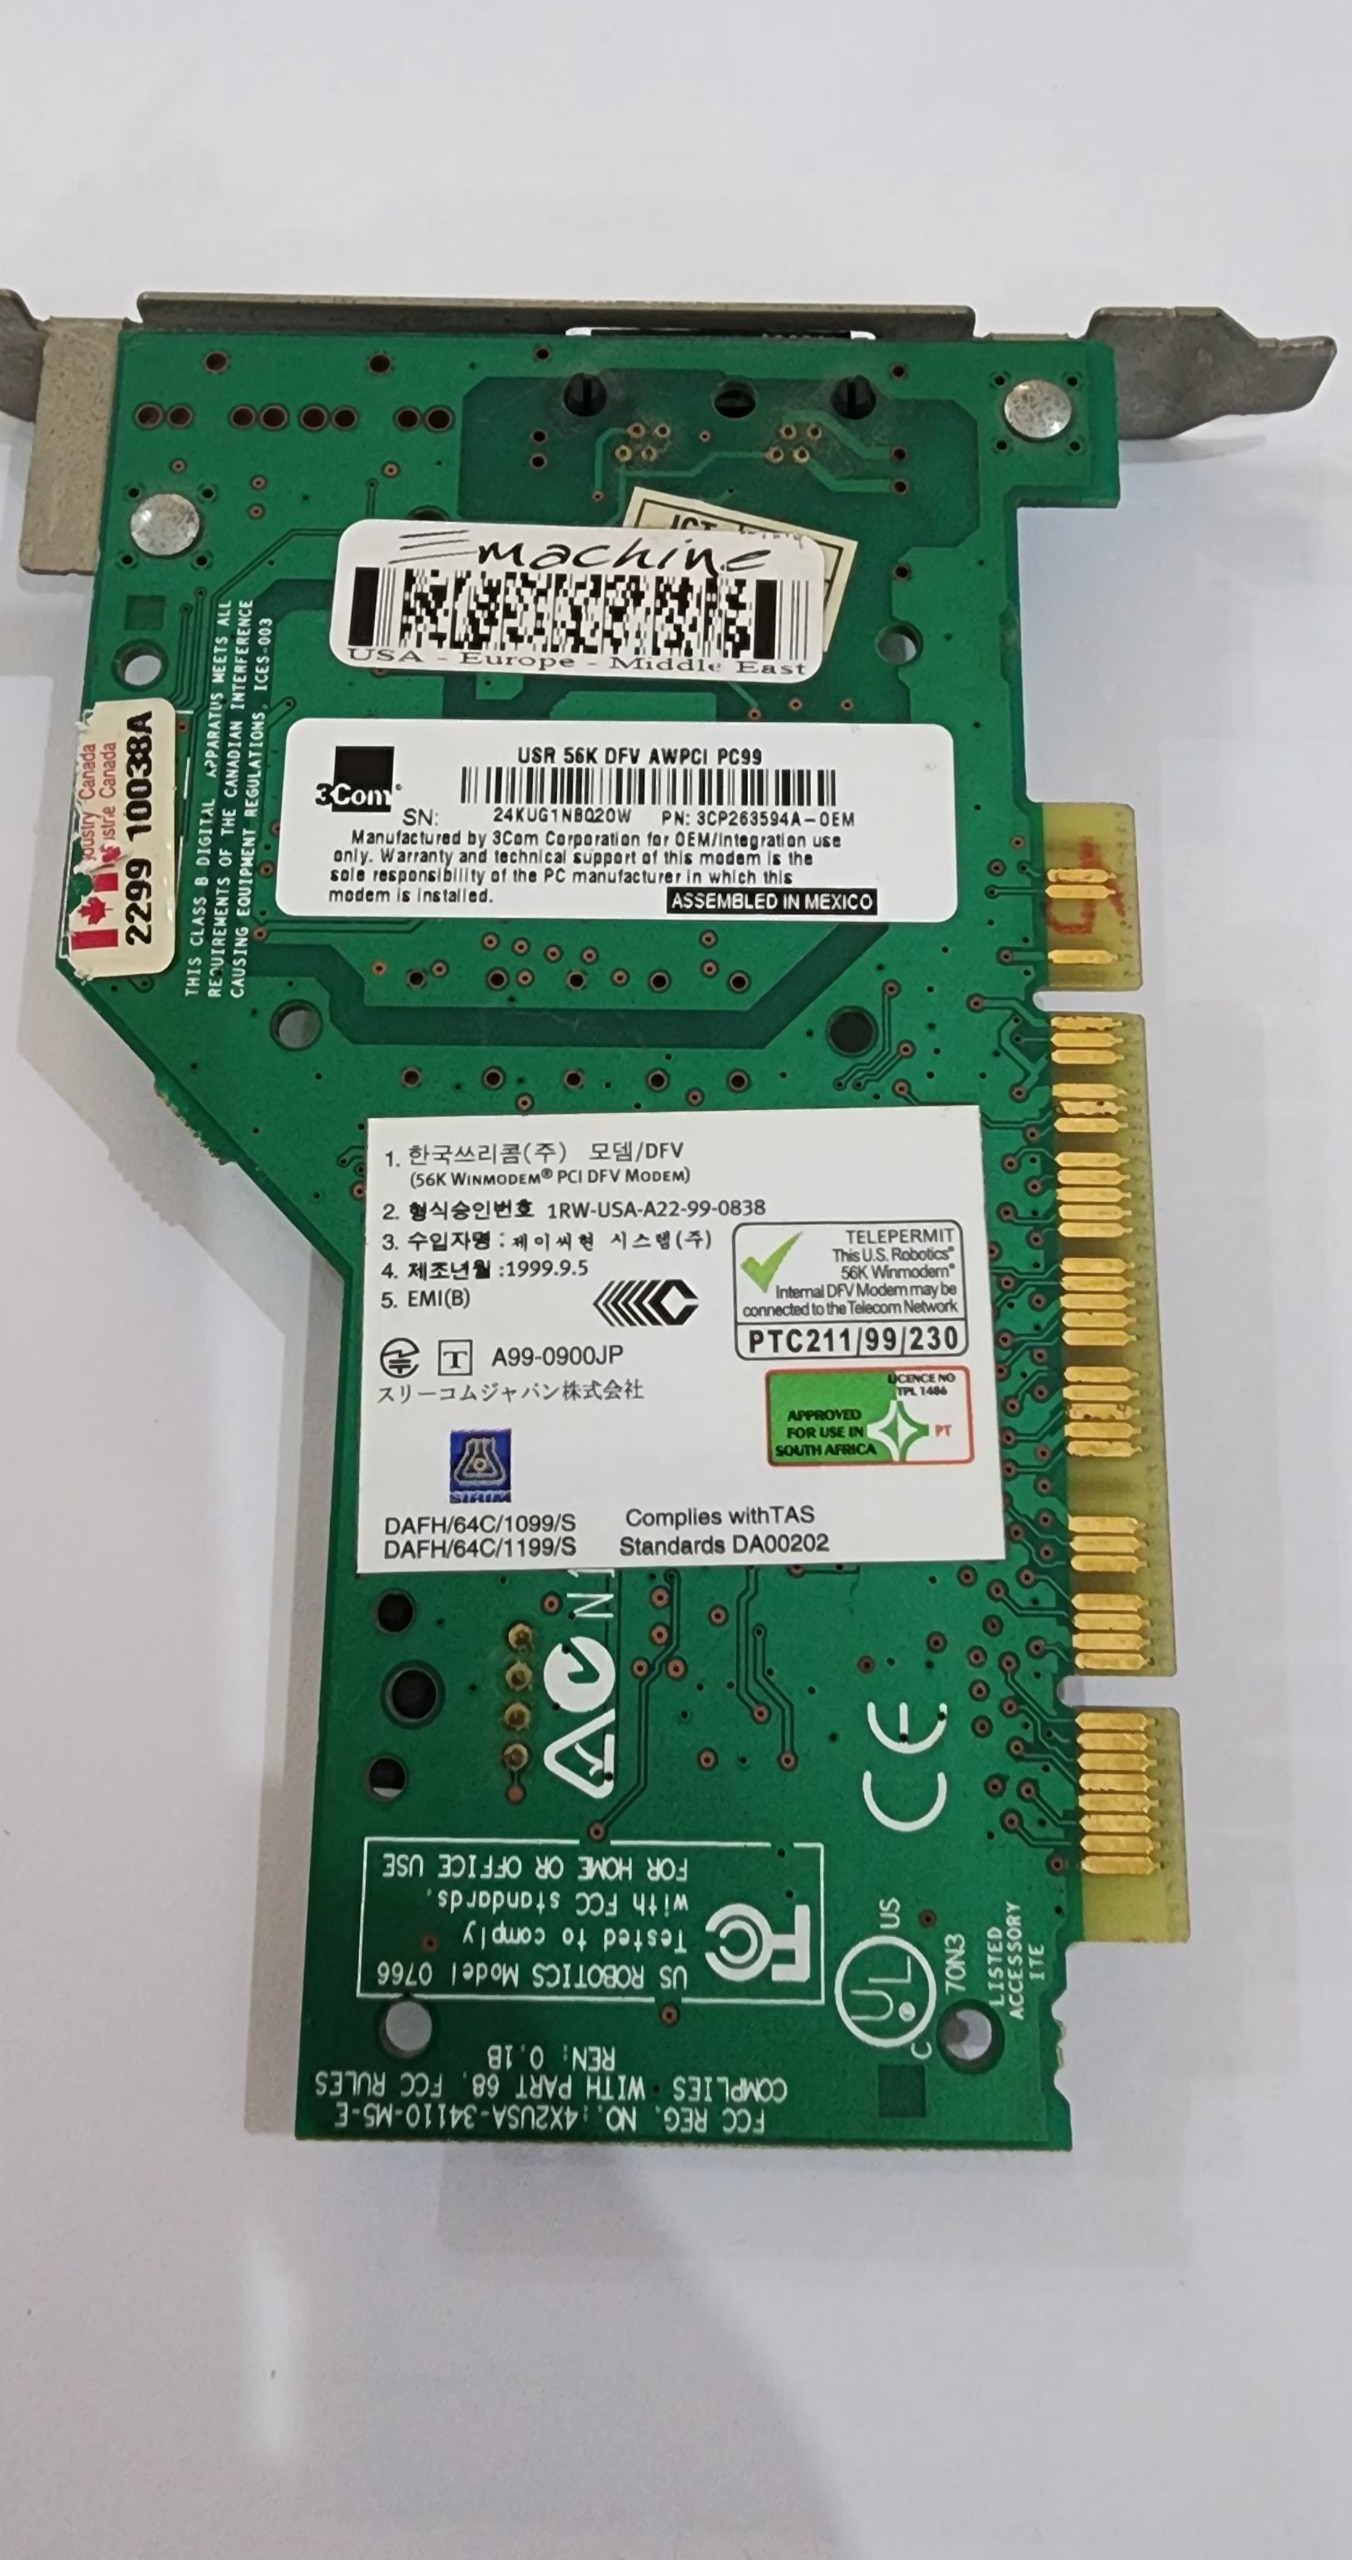 machine
USA - Europe - Middle East
Industry Canada
2299 10038A
THIS CLASS B DIGITAL APPARATUS MEETS ALL
REQUIREMENTS OF THE CANADIAN INTERFERENCE
CAUSING EQUIPMENT REGULATIONS, ICES-003
USR 56K DFV AWPCI PC99
3Com
SN: 24KUG1NBQ20W PN: 3CP263594A-OEM
Manufactured by 3Com Corporation for OEM/integration use
only. Warranty and technical support of this modem is the
sole responsibility of the PC manufacturer in which this
modem is installed.
ASSEMBLED IN MEXICO
1. 한국쓰리콤(주) 모뎀/DFV
(56K WINMODEM® PCI DFV MODEM)
2. 형식승인번호 1RW-USA-A22-99-0838
3. 수입자명 : 제이씨현 시스템(주)
4. 제조년월 :1999.9.5
5. EMI(B)
TELEPERMIT
This U.S. Robotics®
56K Winmodem®
Internal DFV Modem may be
connected to the Telecom Network
PTC211/99/230
T A99-0900JP
スリーコムジャパン株式会社
LICENCE NO
TPL 1486
APPROVED
FOR USE IN
SOUTH AFRICA
PT
SIRIM
DAFH/64C/1099/S
DAFH/64C/1199/S
Complies withTAS
Standards DA00202
CE
US ROBOTICS Model 0766
Tested to comply
with FCC standards.
FOR HOME OR OFFICE USE
C UL US
70N3
LISTED
ACCESSORY
ITE
FCC REG. NO.:4X2USA-34110-M5-E
COMPLIES WITH PART 68, FCC RULES
REN: 0.1B